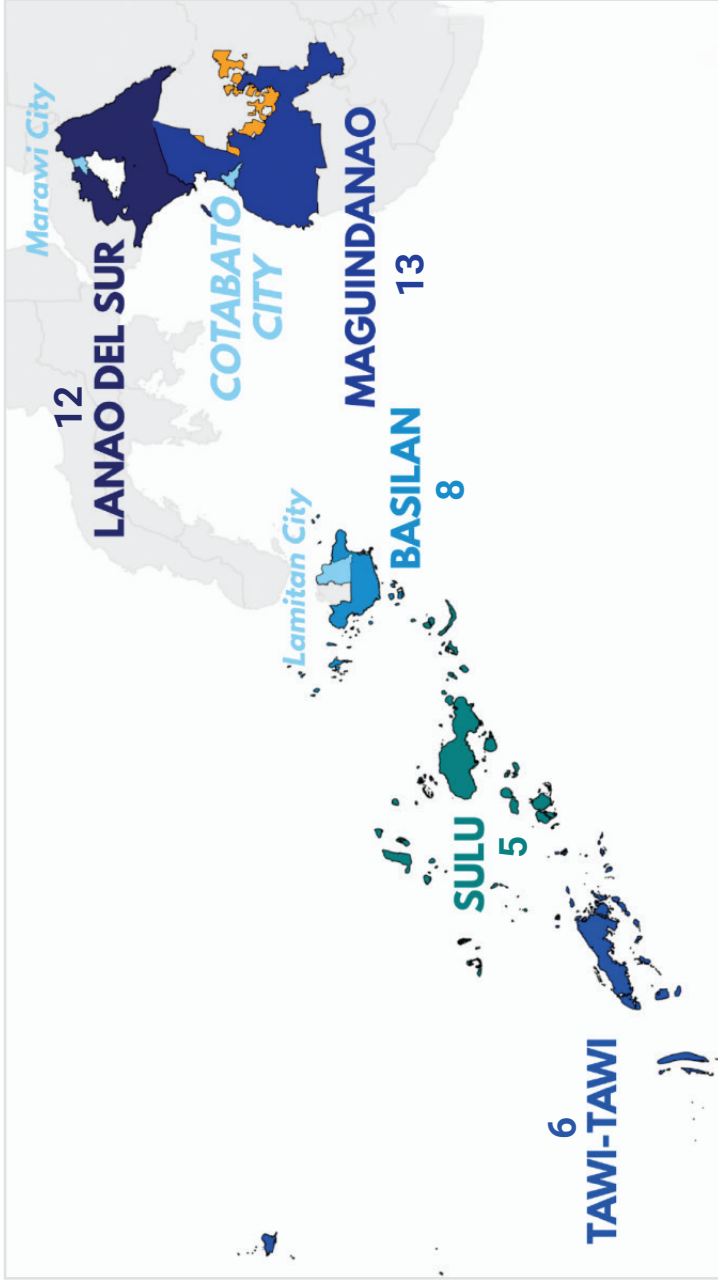 Marawi City
12
LANAO DEL SUR
COTABATO
CITY
MAGUINDANAO
13
Lamitan City
BASILAN
8
SULU
5
6
TAWI-TAWI